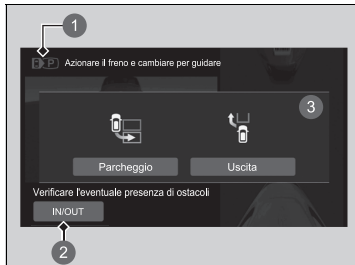 1
P Azionare il freno e cambiare per guidare
3
Parcheggio Uscita
Verificare l'eventuale presenza di ostacoli
IN/OUT
2